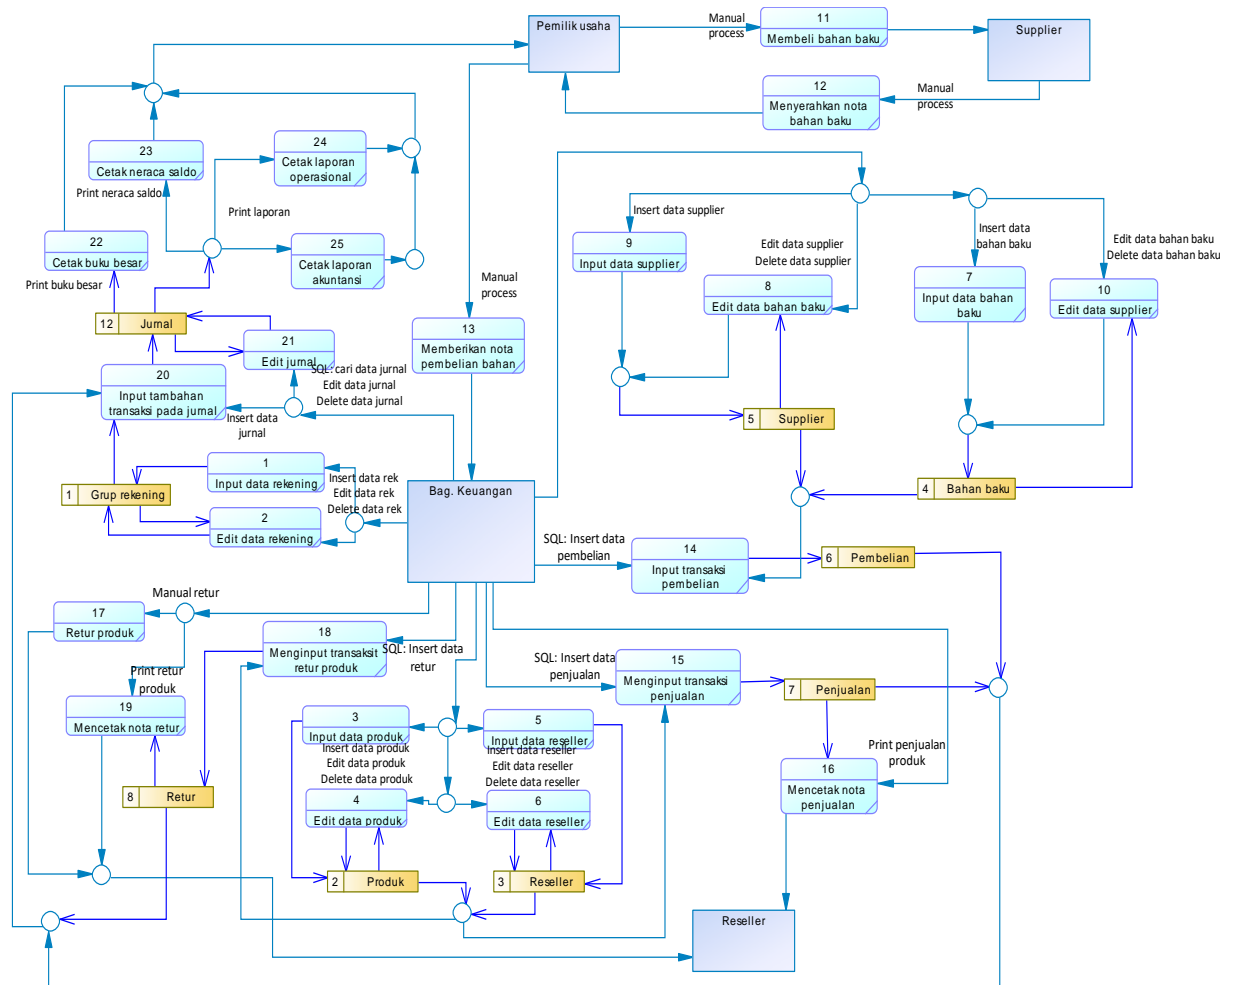 Pemilik usaha
Manual
process
11
Membeli bahan baku
Supplier
12
Menyerahkan nota
bahan baku
Manual
process
23
Cetak neraca saldo
Print neraca saldo
24
Cetak laporan
operasional
Print laporan
22
Cetak buku besar
Print buku besar
25
Cetak laporan
akuntansi
Insert data supplier
9
Input data supplier
Edit data supplier
Delete data supplier
8
Edit data bahan baku
Insert data
bahan baku
7
Input data bahan
baku
Edit data bahan baku
Delete data bahan baku
10
Edit data supplier
Manual
process
13
Memberikan nota
pembelian bahan
12 Jurnal
21
Edit jurnal
SQL: cari data jurnal
Edit data jurnal
Delete data jurnal
20
Input tambahan
transaksi pada jurnal
Insert data
jurnal
5 Supplier
1
Input data rekening
1 Grup rekening
2
Edit data rekening
Insert data rek
Edit data rek
Delete data rek
Bag. Keuangan
4 Bahan baku
SQL: Insert data
pembelian
14
Input transaksi
pembelian
6 Pembelian
Manual retur
17
Retur produk
18
Menginput transaksit
retur produk
SQL: Insert data
retur
Print retur
produk
19
Mencetak nota retur
SQL: Insert data
penjualan
15
Menginput transaksi
penjualan
7 Penjualan
3
Input data produk
Insert data produk
Edit data produk
Delete data produk
5
Input data reseller
Insert data reseller
Edit data reseller
Delete data reseller
Print penjualan
produk
16
Mencetak nota
penjualan
8 Retur
4
Edit data produk
6
Edit data reseller
2 Produk
3 Reseller
Reseller